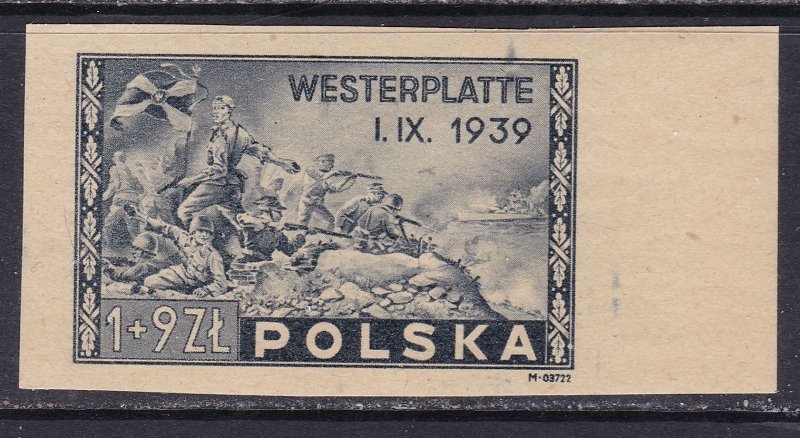 WESTERPLATTE
I. IX. 1939
1+9 ZŁ
POLSKA
M-03722